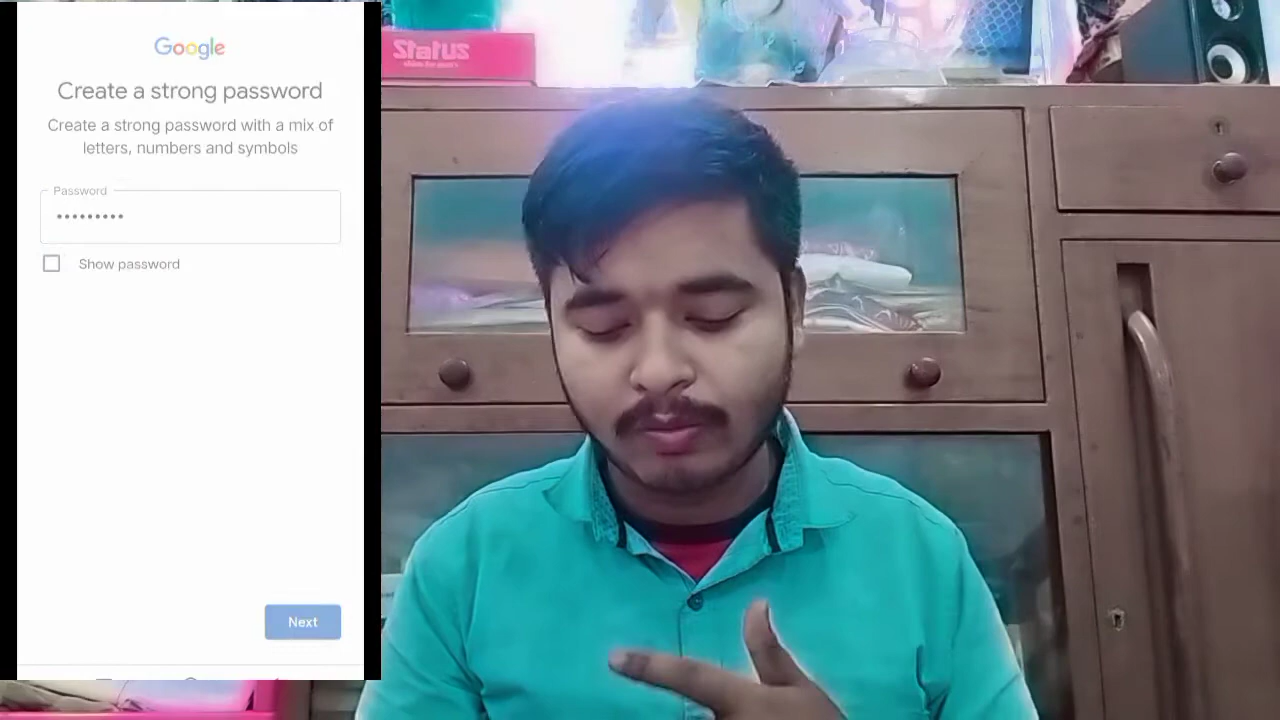 Google
Create a strong password
Create a strong password with a mix of
letters, numbers and symbols
Password
•••••••••
Show password
Next
Status